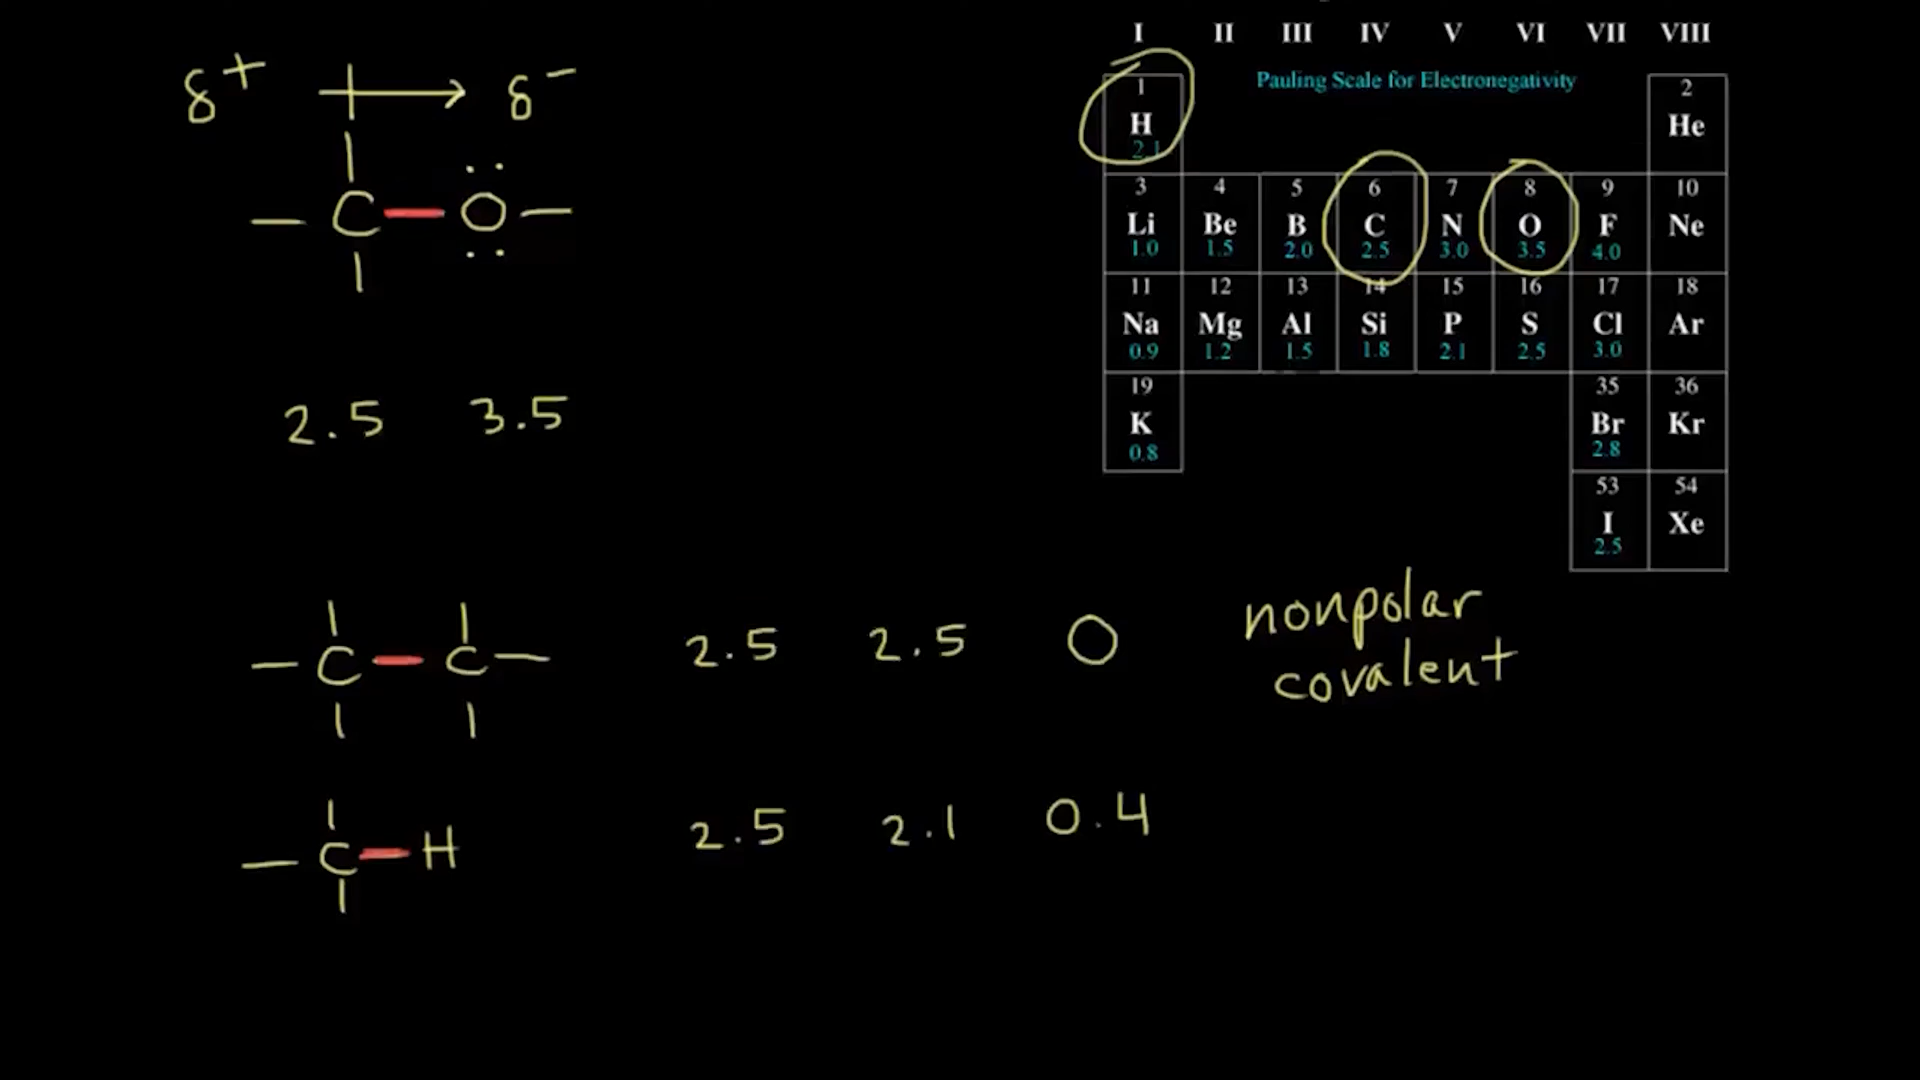 δ+ δ-
C O
2.5 3.5
C C 2.5 2.5 0
nonpolar
covalent
C H 2.5 2.1 0.4
I II III IV V VI VII VIII
Pauling Scale for Electronegativity
1 2
H He
2.1
3 4 5 6 7 8 9 10
Li Be B C N O F Ne
1.0 1.5 2.0 2.5 3.0 3.5 4.0
11 12 13 14 15 16 17 18
Na Mg Al Si P S Cl Ar
0.9 1.2 1.5 1.8 2.1 2.5 3.0
19 35 36
K Br Kr
0.8 2.8
53 54
I Xe
2.5